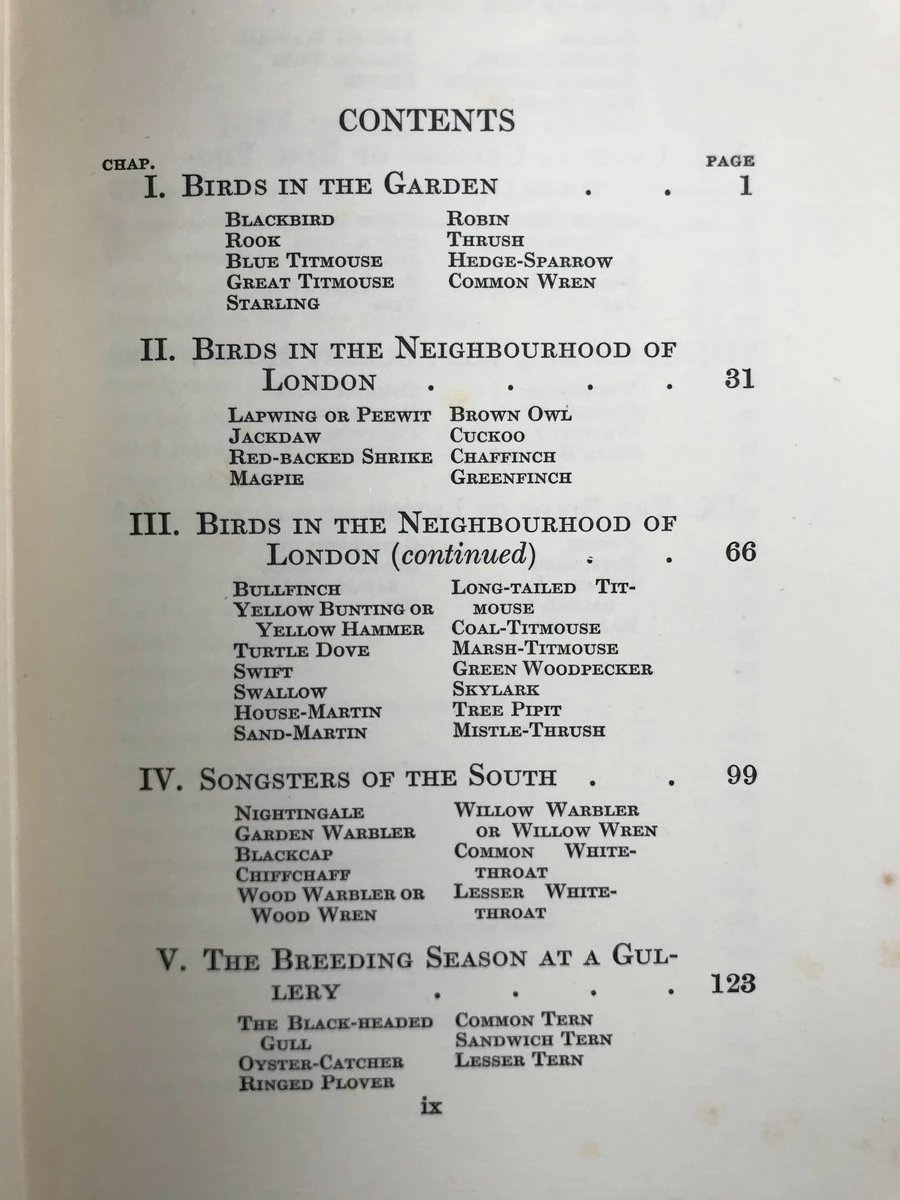 CONTENTS
CHAP. PAGE
I. BIRDS IN THE GARDEN . . 1
BLACKBIRD ROBIN
ROOK THRUSH
BLUE TITMOUSE HEDGE-SPARROW
GREAT TITMOUSE COMMON WREN
STARLING
II. BIRDS IN THE NEIGHBOURHOOD OF
LONDON . . . . 31
LAPWING OR PEEWIT BROWN OWL
JACKDAW CUCKOO
RED-BACKED SHRIKE CHAFFINCH
MAGPIE GREENFINCH
III. BIRDS IN THE NEIGHBOURHOOD OF
LONDON (continued) . . 66
BULLFINCH
YELLOW BUNTING OR
YELLOW HAMMER
TURTLE DOVE
SWIFT
SWALLOW
HOUSE-MARTIN
SAND-MARTIN
LONG-TAILED TIT-
MOUSE
COAL-TITMOUSE
MARSH-TITMOUSE
GREEN WOODPECKER
SKYLARK
TREE PIPIT
MISTLE-THRUSH
IV. SONGSTERS OF THE SOUTH . . 99
NIGHTINGALE
GARDEN WARBLER
BLACKCAP
CHIFFCHAFF
WOOD WARBLER OR
WOOD WREN
WILLOW WARBLER
OR WILLOW WREN
COMMON WHITE-
THROAT
LESSER WHITE-
THROAT
V. THE BREEDING SEASON AT A GUL-
LERY . . . . 123
THE BLACK-HEADED
GULL
OYSTER-CATCHER
RINGED PLOVER
COMMON TERN
SANDWICH TERN
LESSER TERN
ix